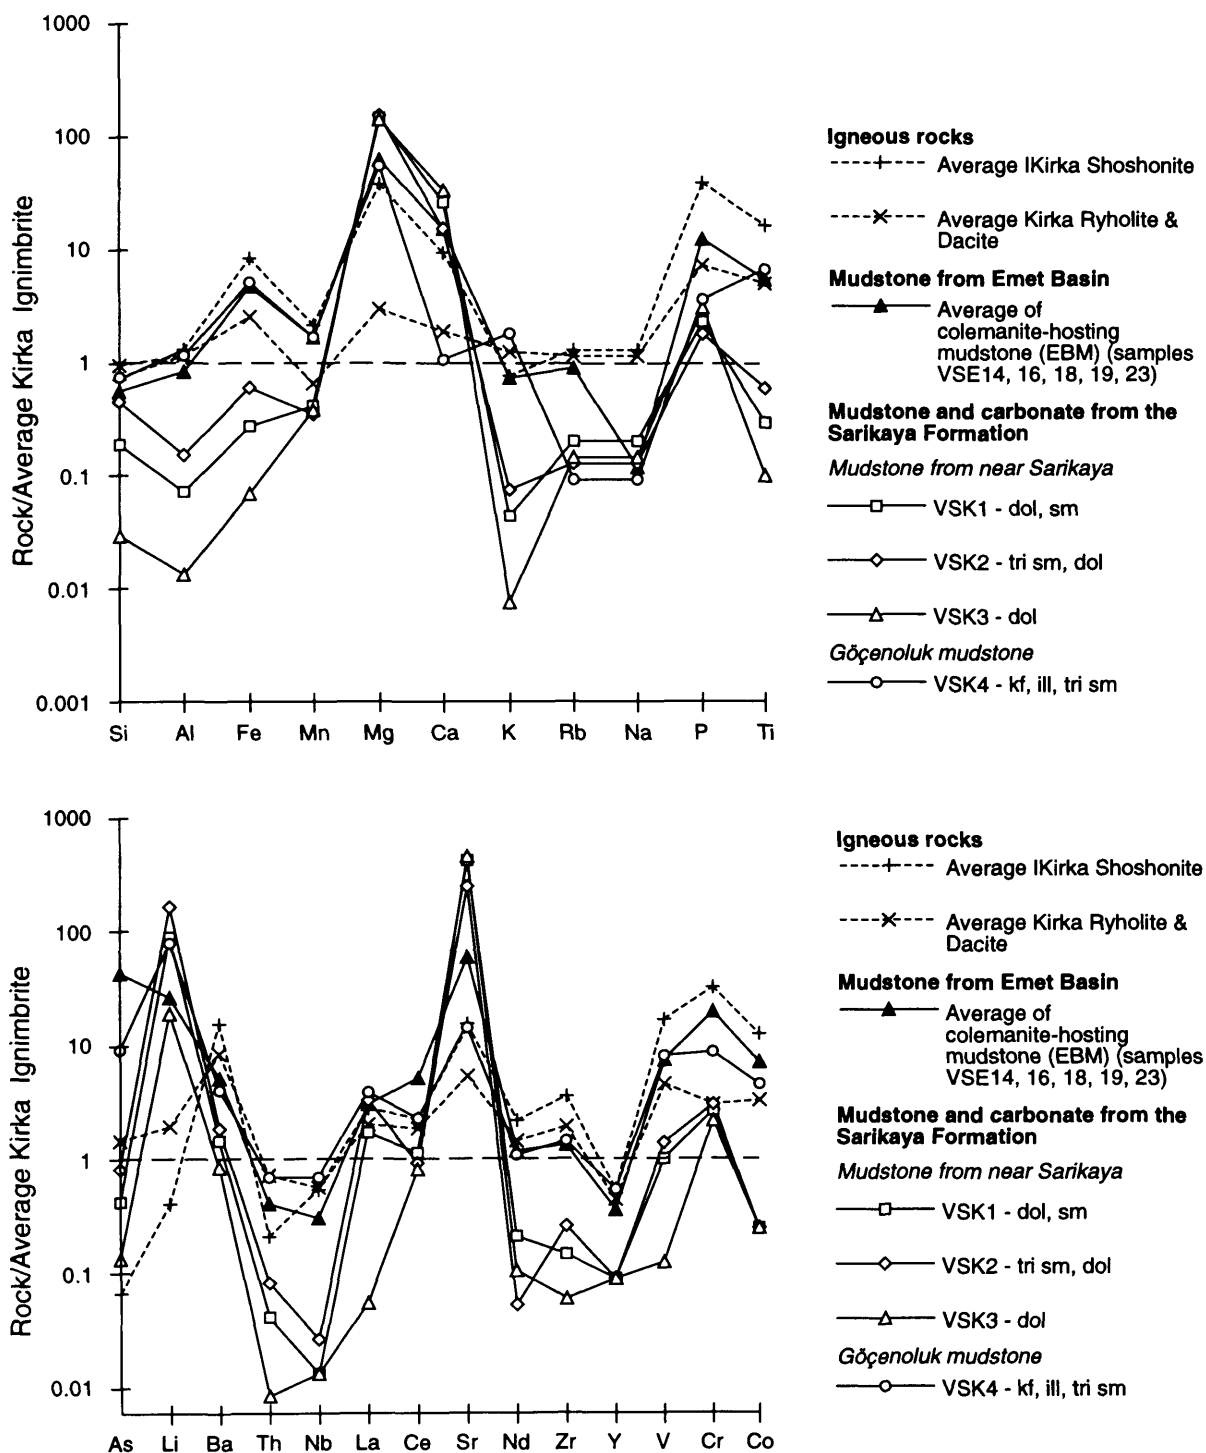 1000
100
10
1
0.1
0.01
0.001
Rock/Average Kirka Ignimbrite
Si Al Fe Mn Mg Ca K Rb Na P Ti
Igneous rocks
Average IKirka Shoshonite
Average Kirka Ryholite &
Dacite
Mudstone from Emet Basin
Average of
colemanite-hosting
mudstone (EBM) (samples
VSE14, 16, 18, 19, 23)
Mudstone and carbonate from the
Sarikaya Formation
Mudstone from near Sarikaya
VSK1 - dol, sm
VSK2 - tri sm, dol
VSK3 - dol
Göçenoluk mudstone
VSK4 - kf, ill, tri sm
1000
100
10
1
0.1
0.01
Rock/Average Kirka Ignimbrite
As Li Ba Th Nb La Ce Sr Nd Zr Y V Cr Co
Igneous rocks
Average IKirka Shoshonite
Average Kirka Ryholite &
Dacite
Mudstone from Emet Basin
Average of
colemanite-hosting
mudstone (EBM) (samples
VSE14, 16, 18, 19, 23)
Mudstone and carbonate from the
Sarikaya Formation
Mudstone from near Sarikaya
VSK1 - dol, sm
VSK2 - tri sm, dol
VSK3 - dol
Göçenoluk mudstone
VSK4 - kf, ill, tri sm